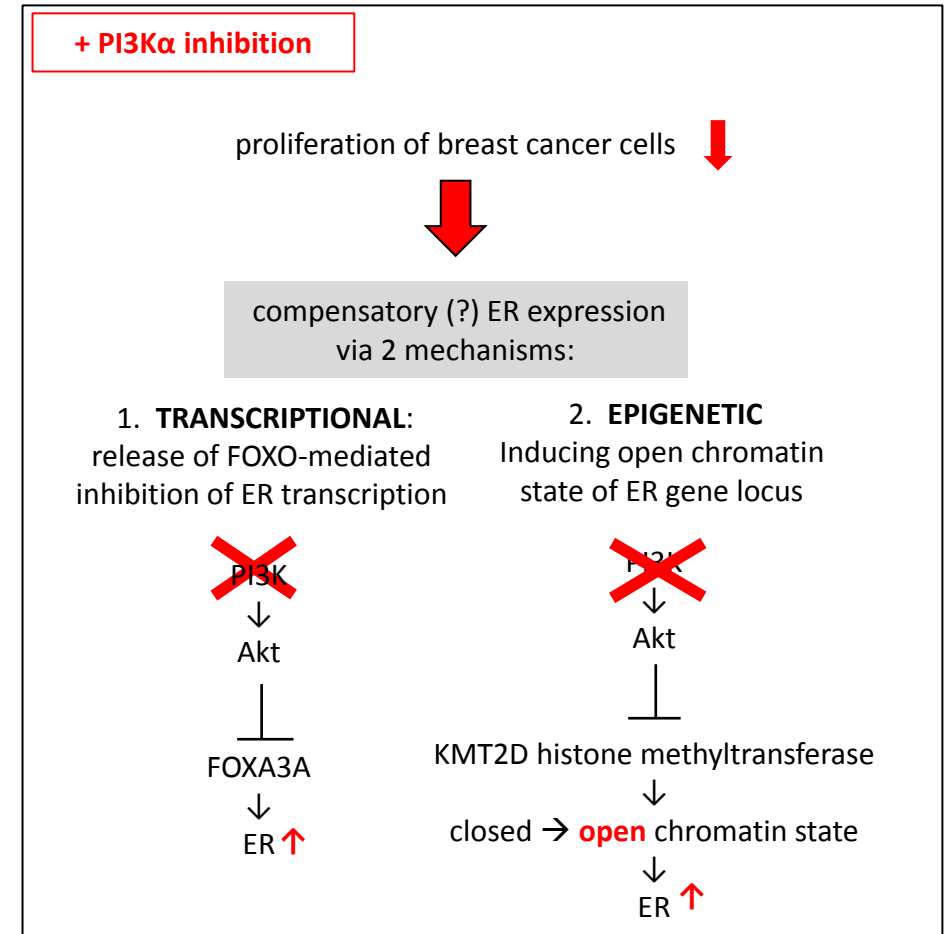 + PI3Kα inhibition
proliferation of breast cancer cells
compensatory (?) ER expression
via 2 mechanisms:
1. TRANSCRIPTIONAL:
release of FOXO-mediated
inhibition of ER transcription
PI3K
↓
Akt
FOXA3A
↓
ER ↑
2. EPIGENETIC
Inducing open chromatin
state of ER gene locus
PI3K
↓
Akt
KMT2D histone methyltransferase
↓
closed → open chromatin state
↓
ER ↑